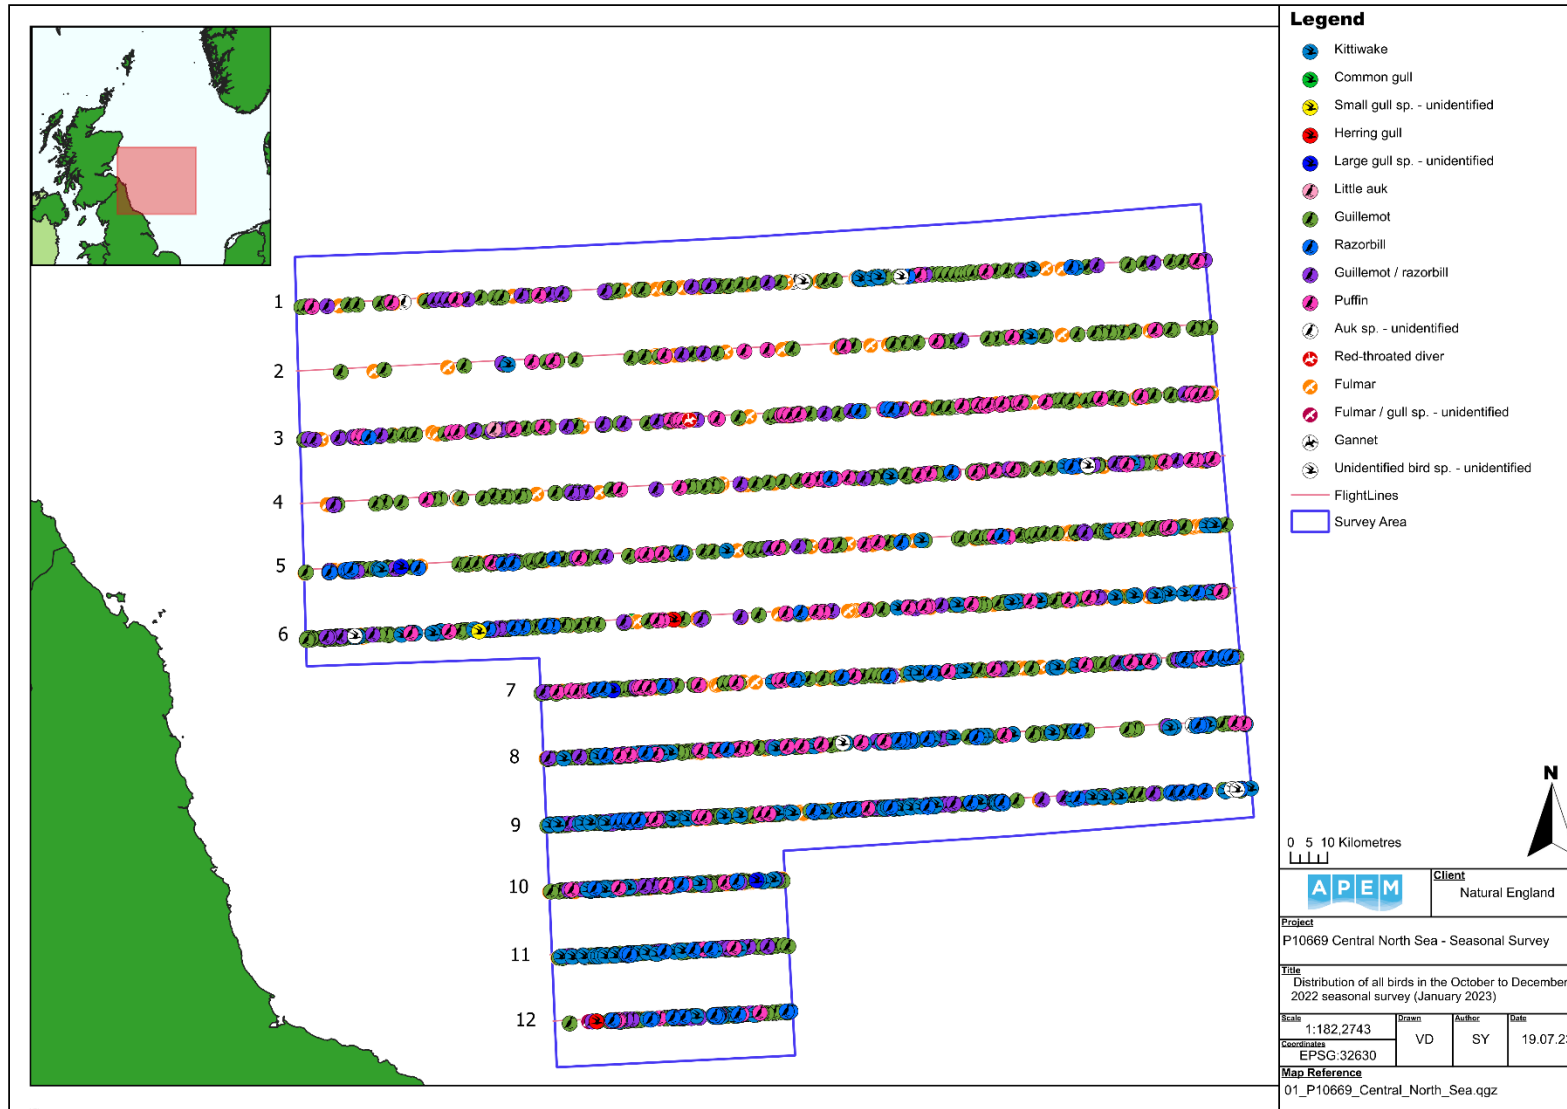 Legend
Kittiwake
Common gull
Small gull sp. - unidentified
Herring gull
Large gull sp. - unidentified
Little auk
Guillemot
Razorbill
Guillemot / razorbill
Puffin
Auk sp. - unidentified
Red-throated diver
Fulmar
Fulmar / gull sp. - unidentified
Gannet
Unidentified bird sp. - unidentified
FlightLines
Survey Area
1
2
3
4
5
6
7
8
9
10
11
12
N
0 5 10 Kilometres
APEM
Client
Natural England
Project
P10669 Central North Sea - Seasonal Survey
Title
Distribution of all birds in the October to December
2022 seasonal survey (January 2023)
Scale
1:182,2743
Coordinates
EPSG:32630
Drawn
VD
Author
SY
Date
19.07.23
Map Reference
01_P10669_Central_North_Sea.qgz